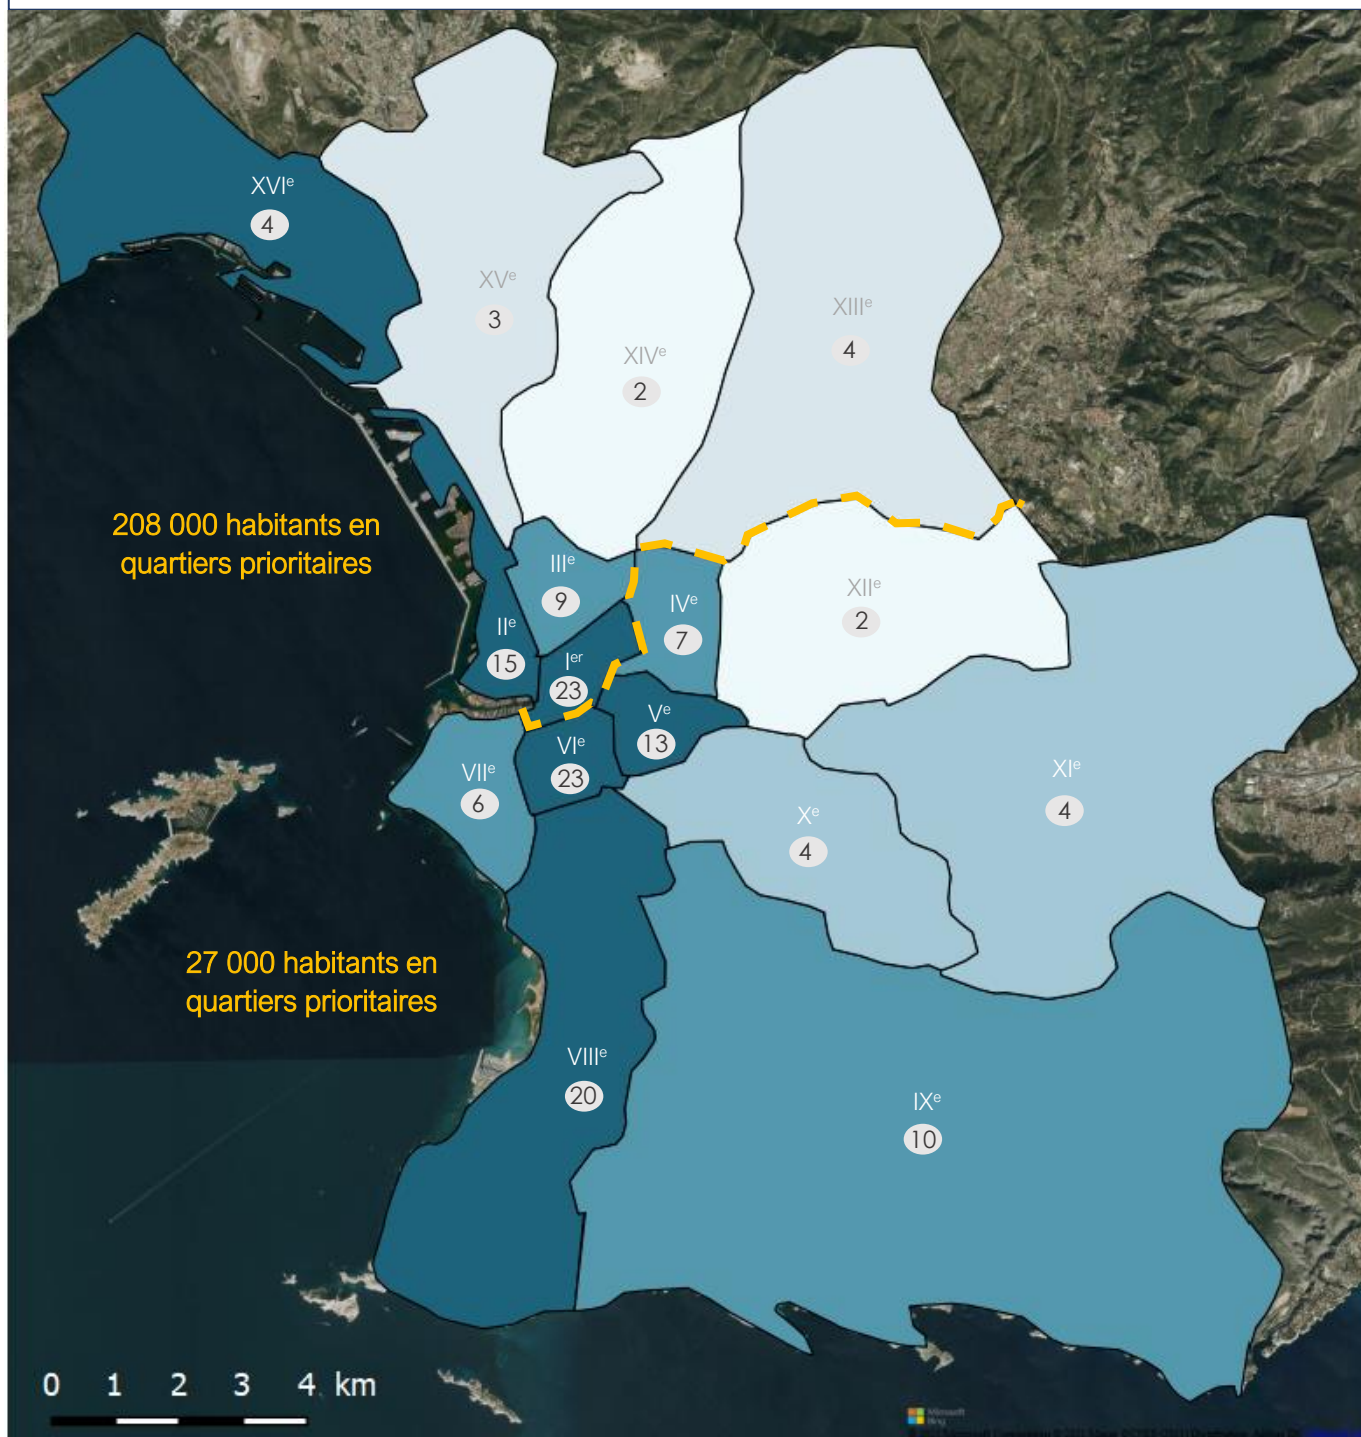 XVIe
4
XVe
3
XIIIe
4
XIVe
2
208 000 habitants en
quartiers prioritaires
IIIe
9
IVe
7
XIIe
2
IIe
15
Ier
23
Ve
13
VIe
23
VIIe
6
XIe
4
Xe
4
27 000 habitants en
quartiers prioritaires
VIIIe
20
IXe
10
0 1 2 3 4 km
Microsoft
Bing